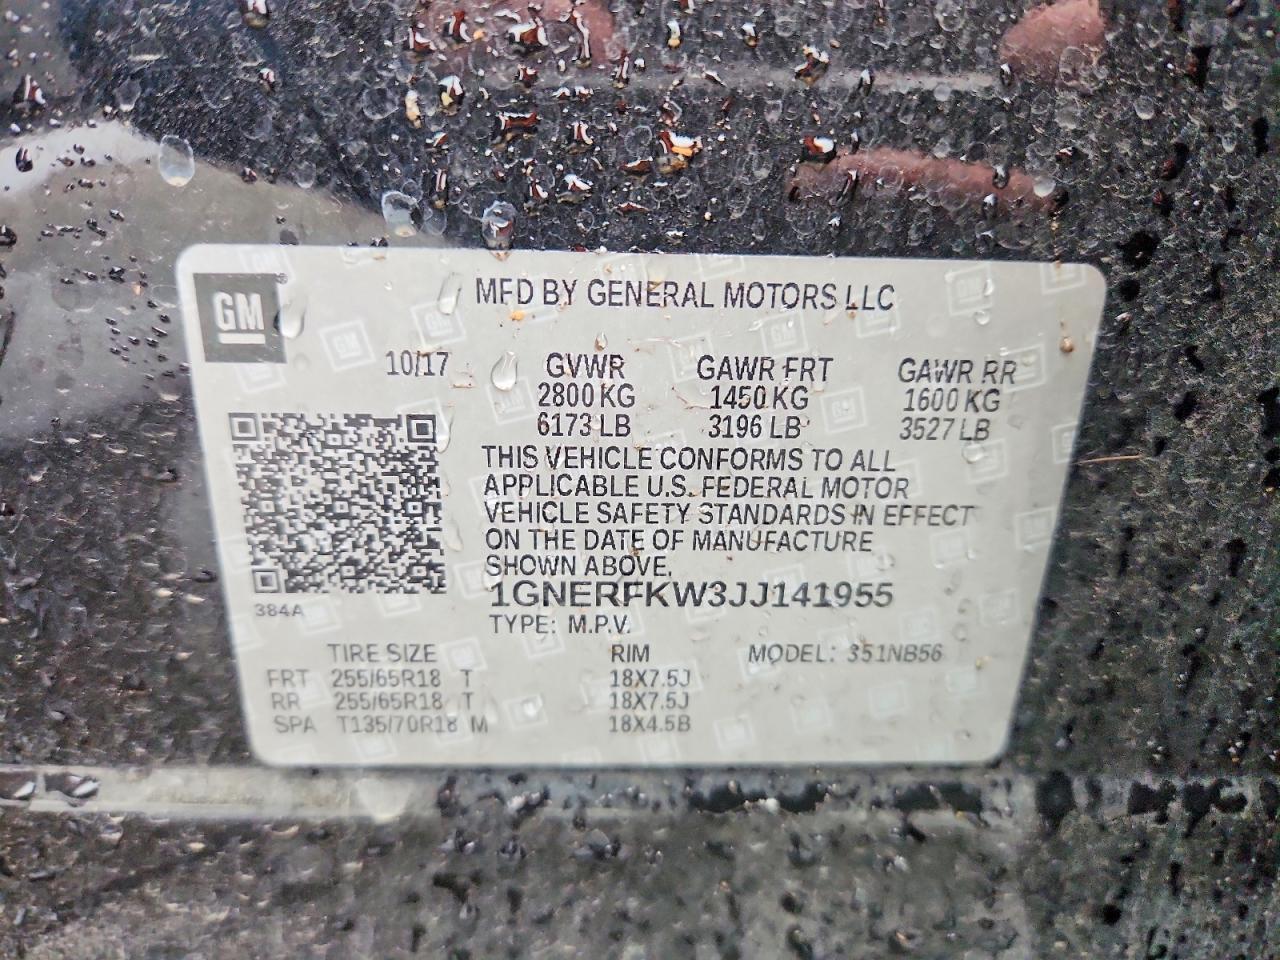 GM
MFD BY GENERAL MOTORS LLC
10/17 GVWR GAWR FRT GAWR RR
2800 KG 1450 KG 1600 KG
6173 LB 3196 LB 3527 LB
THIS VEHICLE CONFORMS TO ALL
APPLICABLE U.S. FEDERAL MOTOR
VEHICLE SAFETY STANDARDS IN EFFECT
ON THE DATE OF MANUFACTURE
SHOWN ABOVE.
1GNERFKW3JJ141955
384A
TYPE: M.P.V.
TIRE SIZE RIM MODEL: 351NB56
FRT 255/65R18 T 18X7.5J
RR 255/65R18 T 18X7.5J
SPA T135/70R18 M 18X4.5B